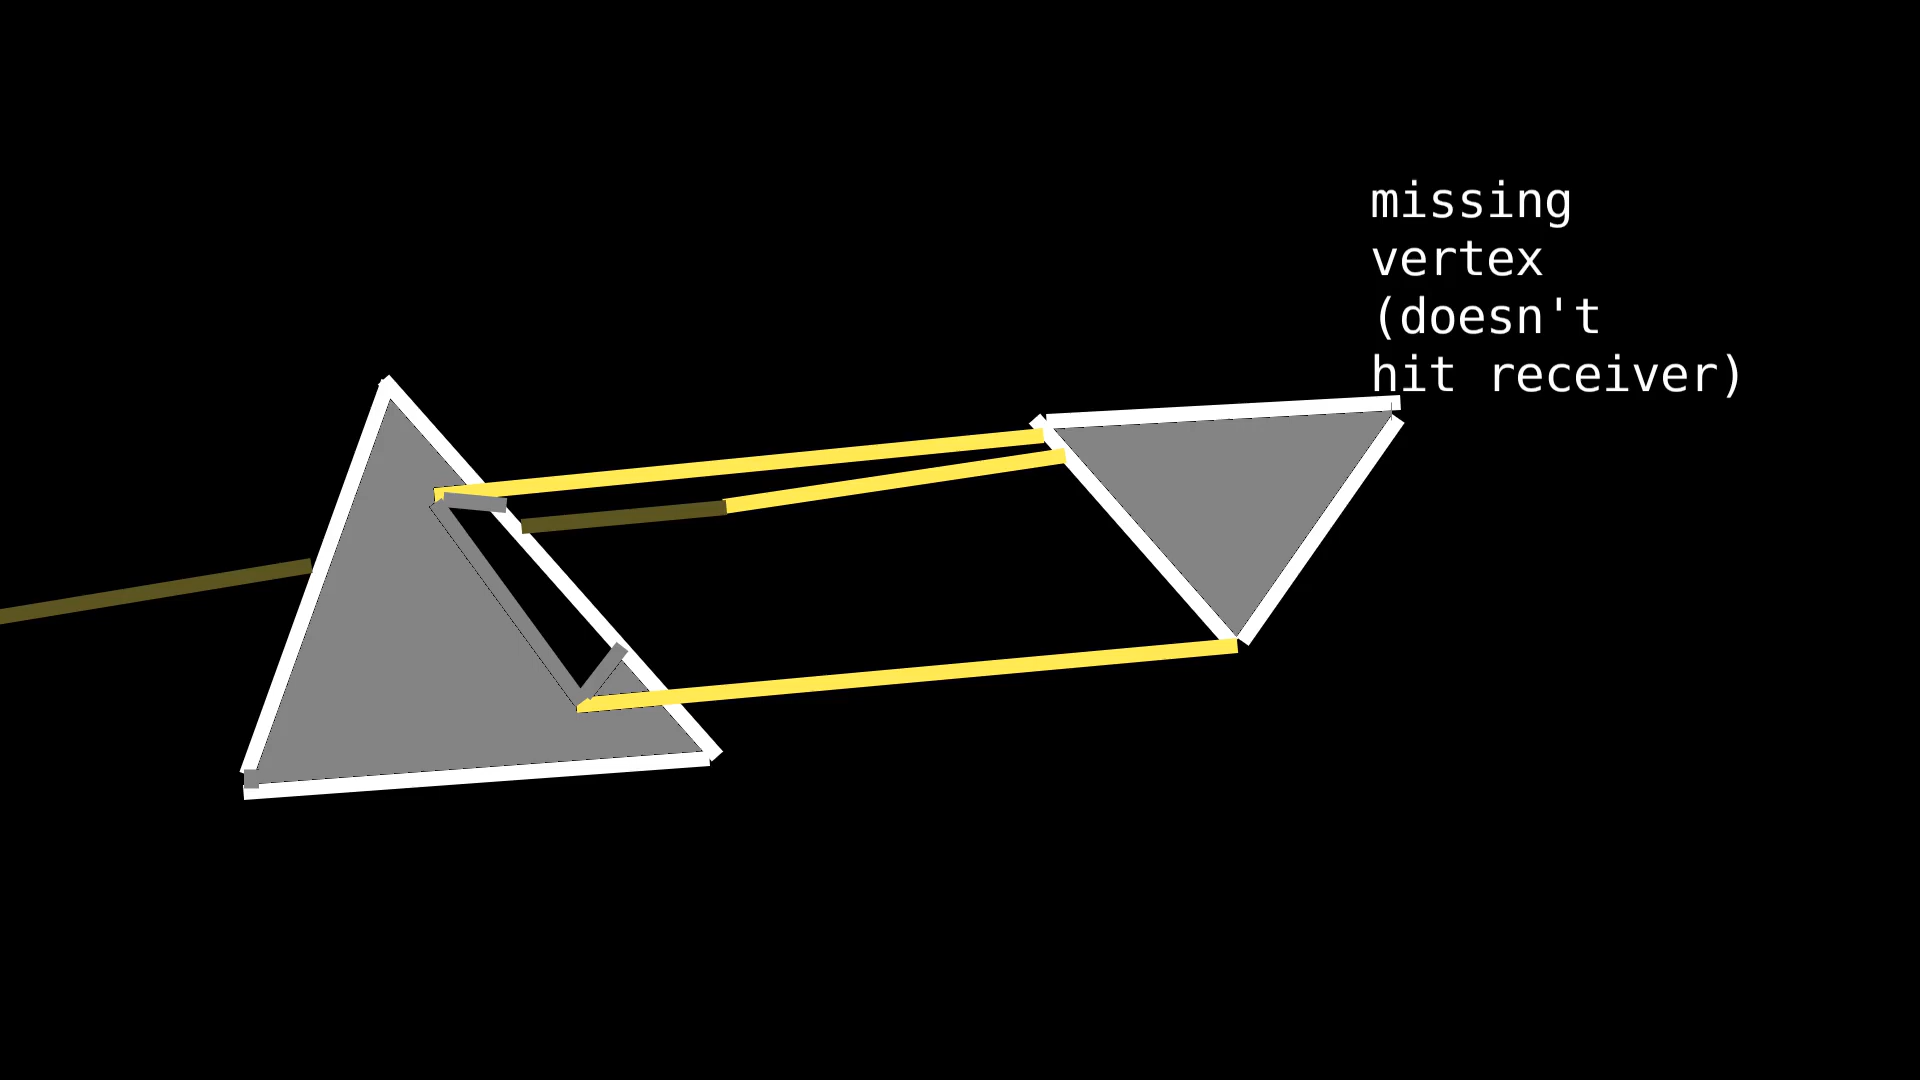 missing
vertex
(doesn't
hit receiver)